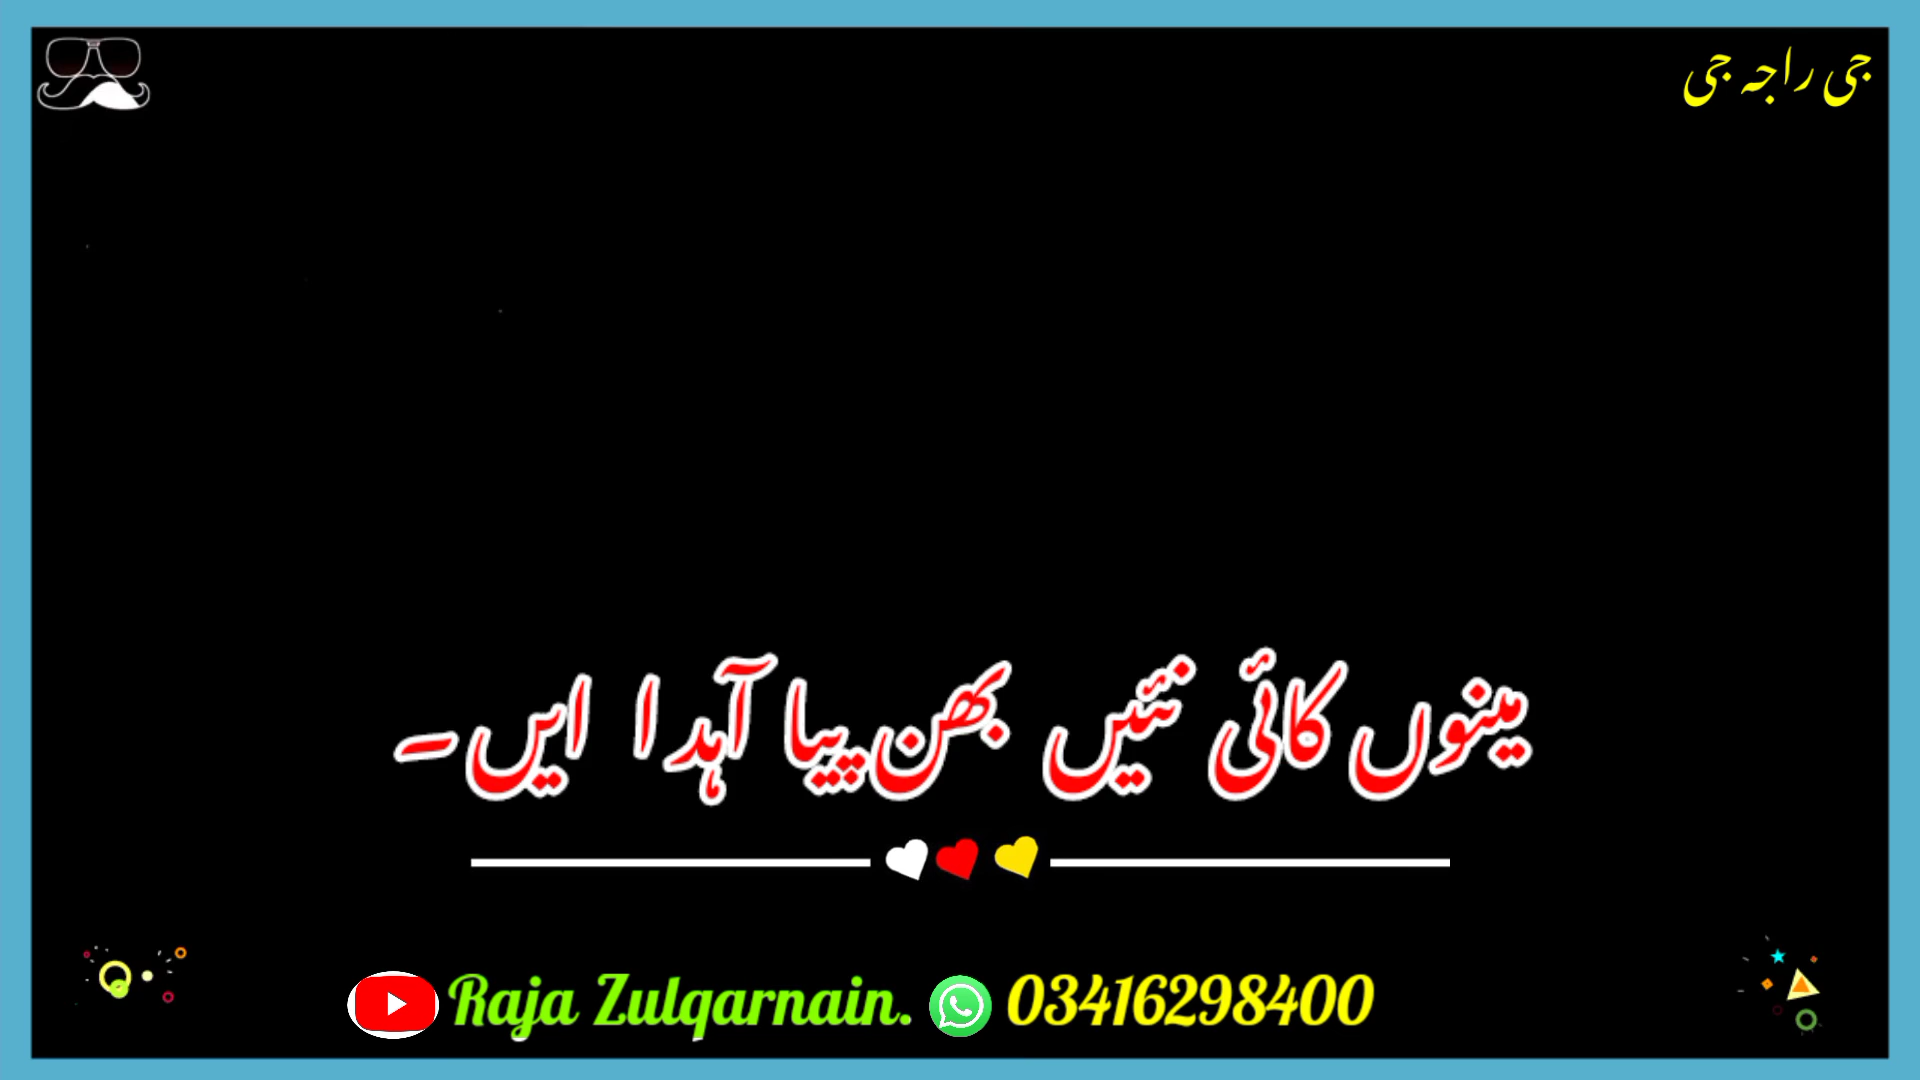 جی راجہ جی
مینوں کائی نئیں بھن پیا آہدا ایں۔
Raja Zulqarnain. 03416298400